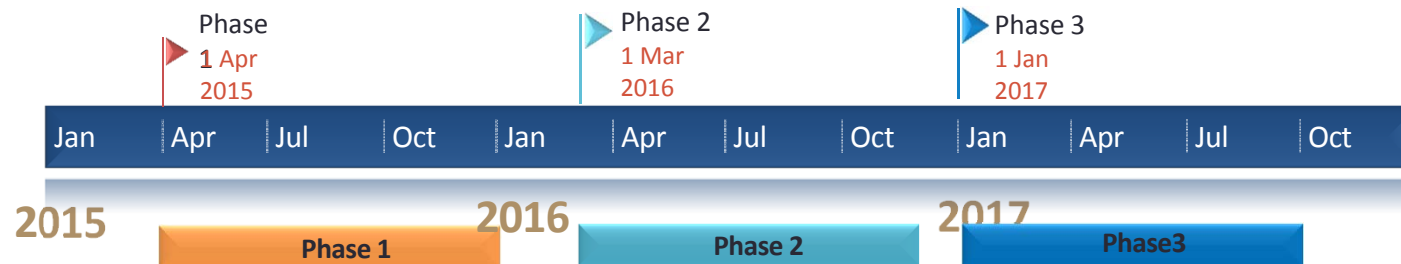 Phase
1 Apr
2015
Phase 2
1 Mar
2016
Phase 3
1 Jan
2017
Jan Apr Jul Oct Jan Apr Jul Oct Jan Apr Jul Oct
2015 2016 2017
Phase 1 Phase 2 Phase3